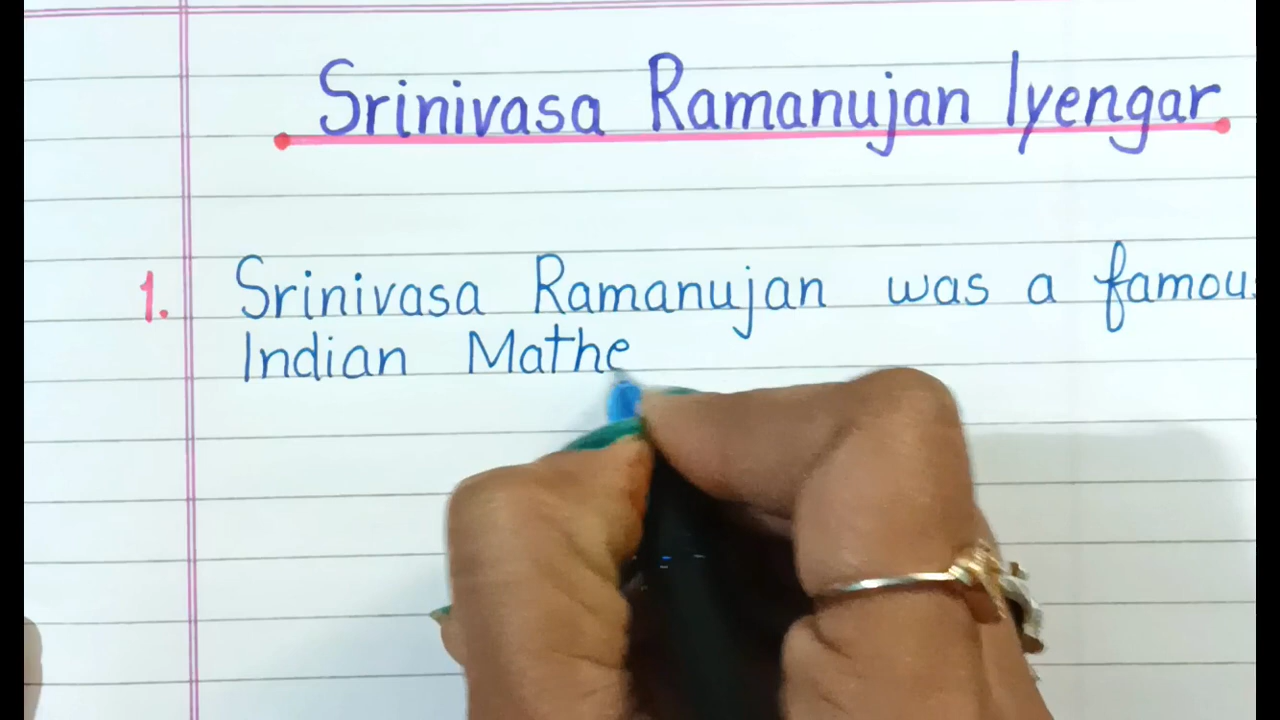 Srinivasa Ramanujan Iyengar
1. Srinivasa Ramanujan was a famou
Indian Mathe